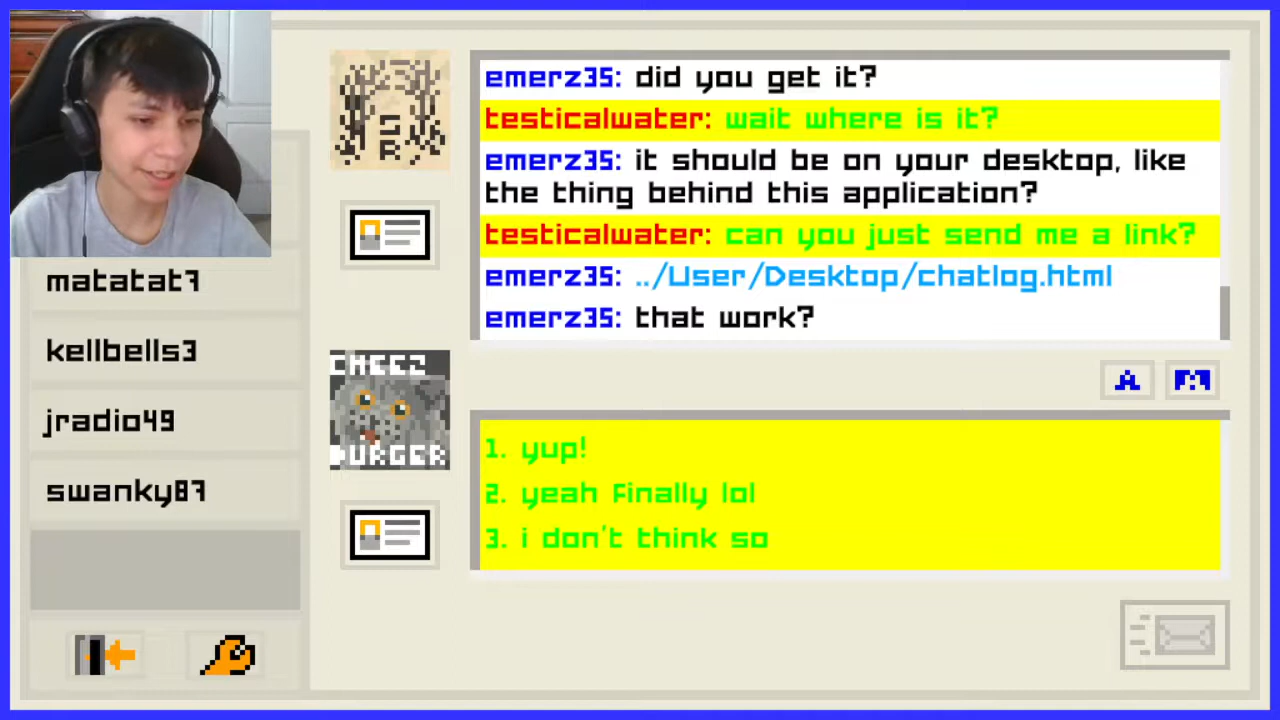 emerz35: did you get it?
testicalwater: wait where is it?
emerz35: it should be on your desktop, like
the thing behind this application?
testicalwater: can you just send me a link?
emerz35: ../User/Desktop/chatlog.html
emerz35: that work?
matatat7
kellbells3
jradio49
swanky87
CHEEZ
BURGER
A
1. yup!
2. yeah finally lol
3. i don't think so